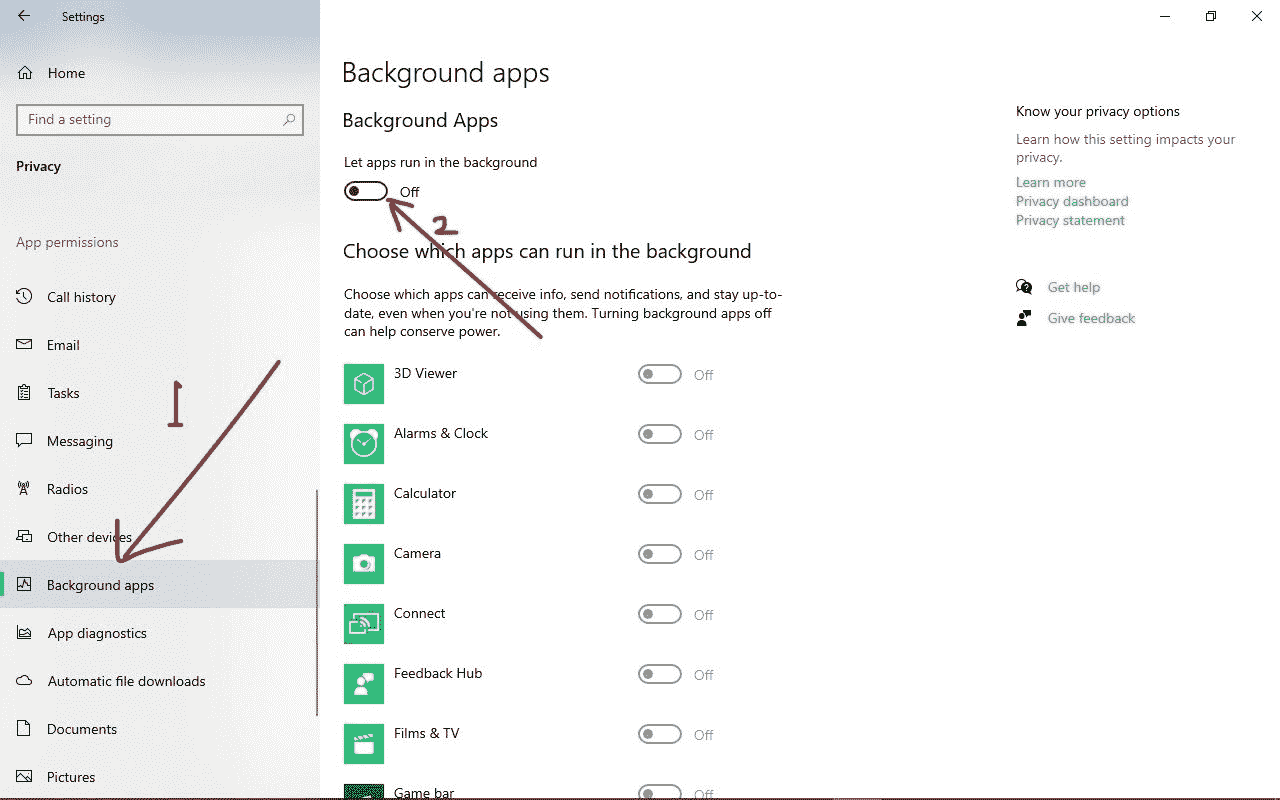 Settings
Home
Find a setting
Privacy
App permissions
Call history
Email
Tasks
1
Messaging
Radios
Other devices
Background apps
App diagnostics
Automatic file downloads
Documents
Pictures
Background apps
Background Apps
Let apps run in the background
Off
2
Choose which apps can run in the background
Choose which apps can receive info, send notifications, and stay up-to-
date, even when you're not using them. Turning background apps off
can help conserve power.
3D Viewer Off
Alarms & Clock Off
Calculator Off
Camera Off
Connect Off
Feedback Hub Off
Films & TV Off
Game bar Off
Know your privacy options
Learn how this setting impacts your
privacy.
Learn more
Privacy dashboard
Privacy statement
Get help
Give feedback